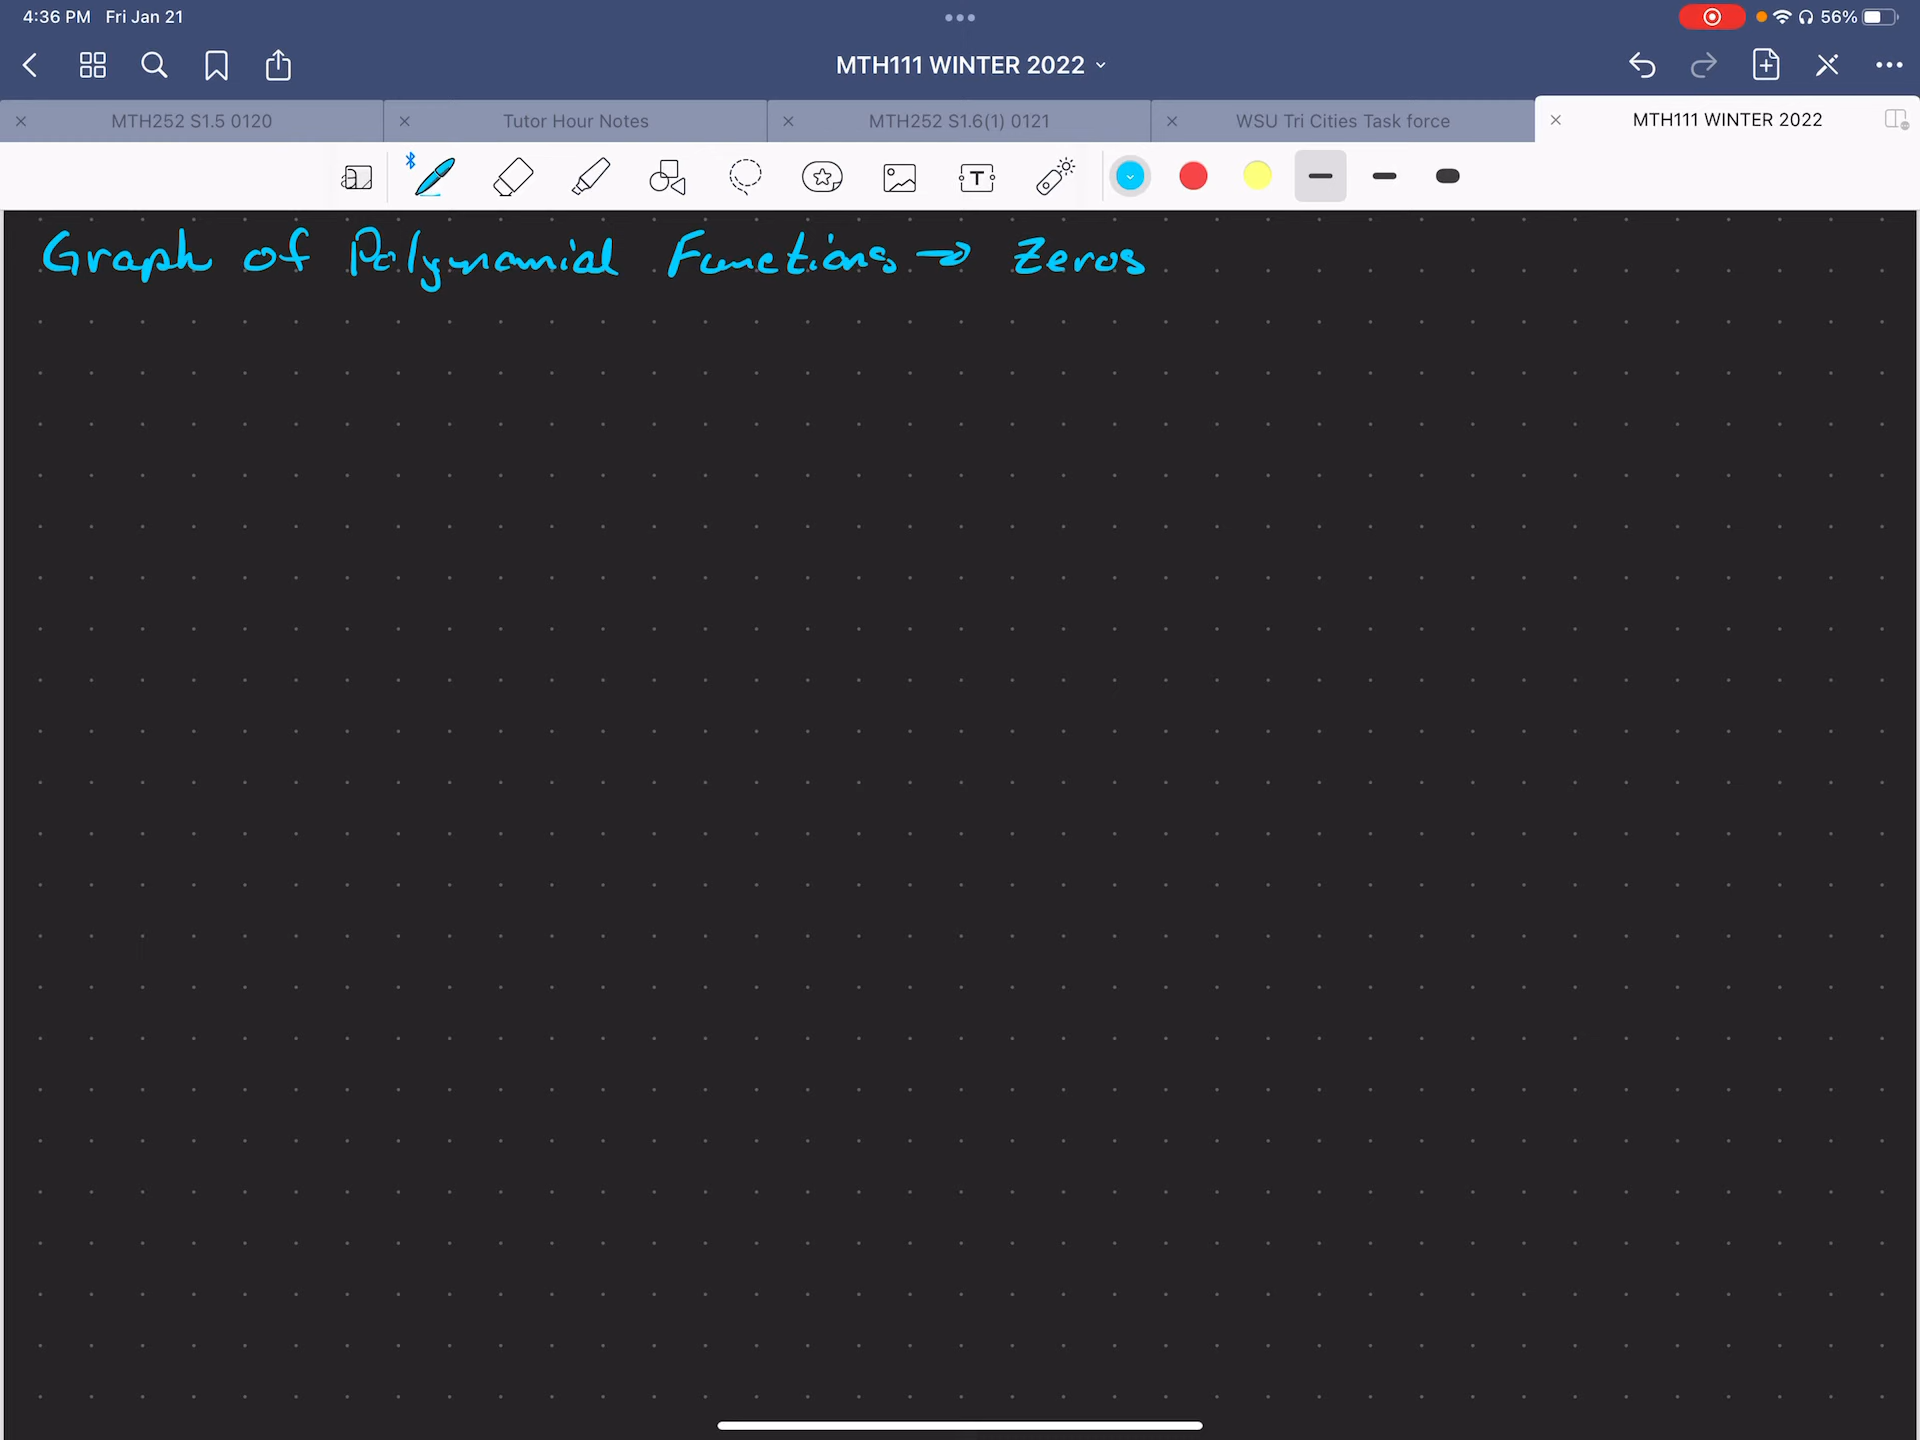 4:36 PM Fri Jan 21
56%
MTH111 WINTER 2022
MTH252 S1.5 0120
Tutor Hour Notes
MTH252 S1.6(1) 0121
WSU Tri Cities Task force
MTH111 WINTER 2022
Graph of Polynomial Functions → Zeros